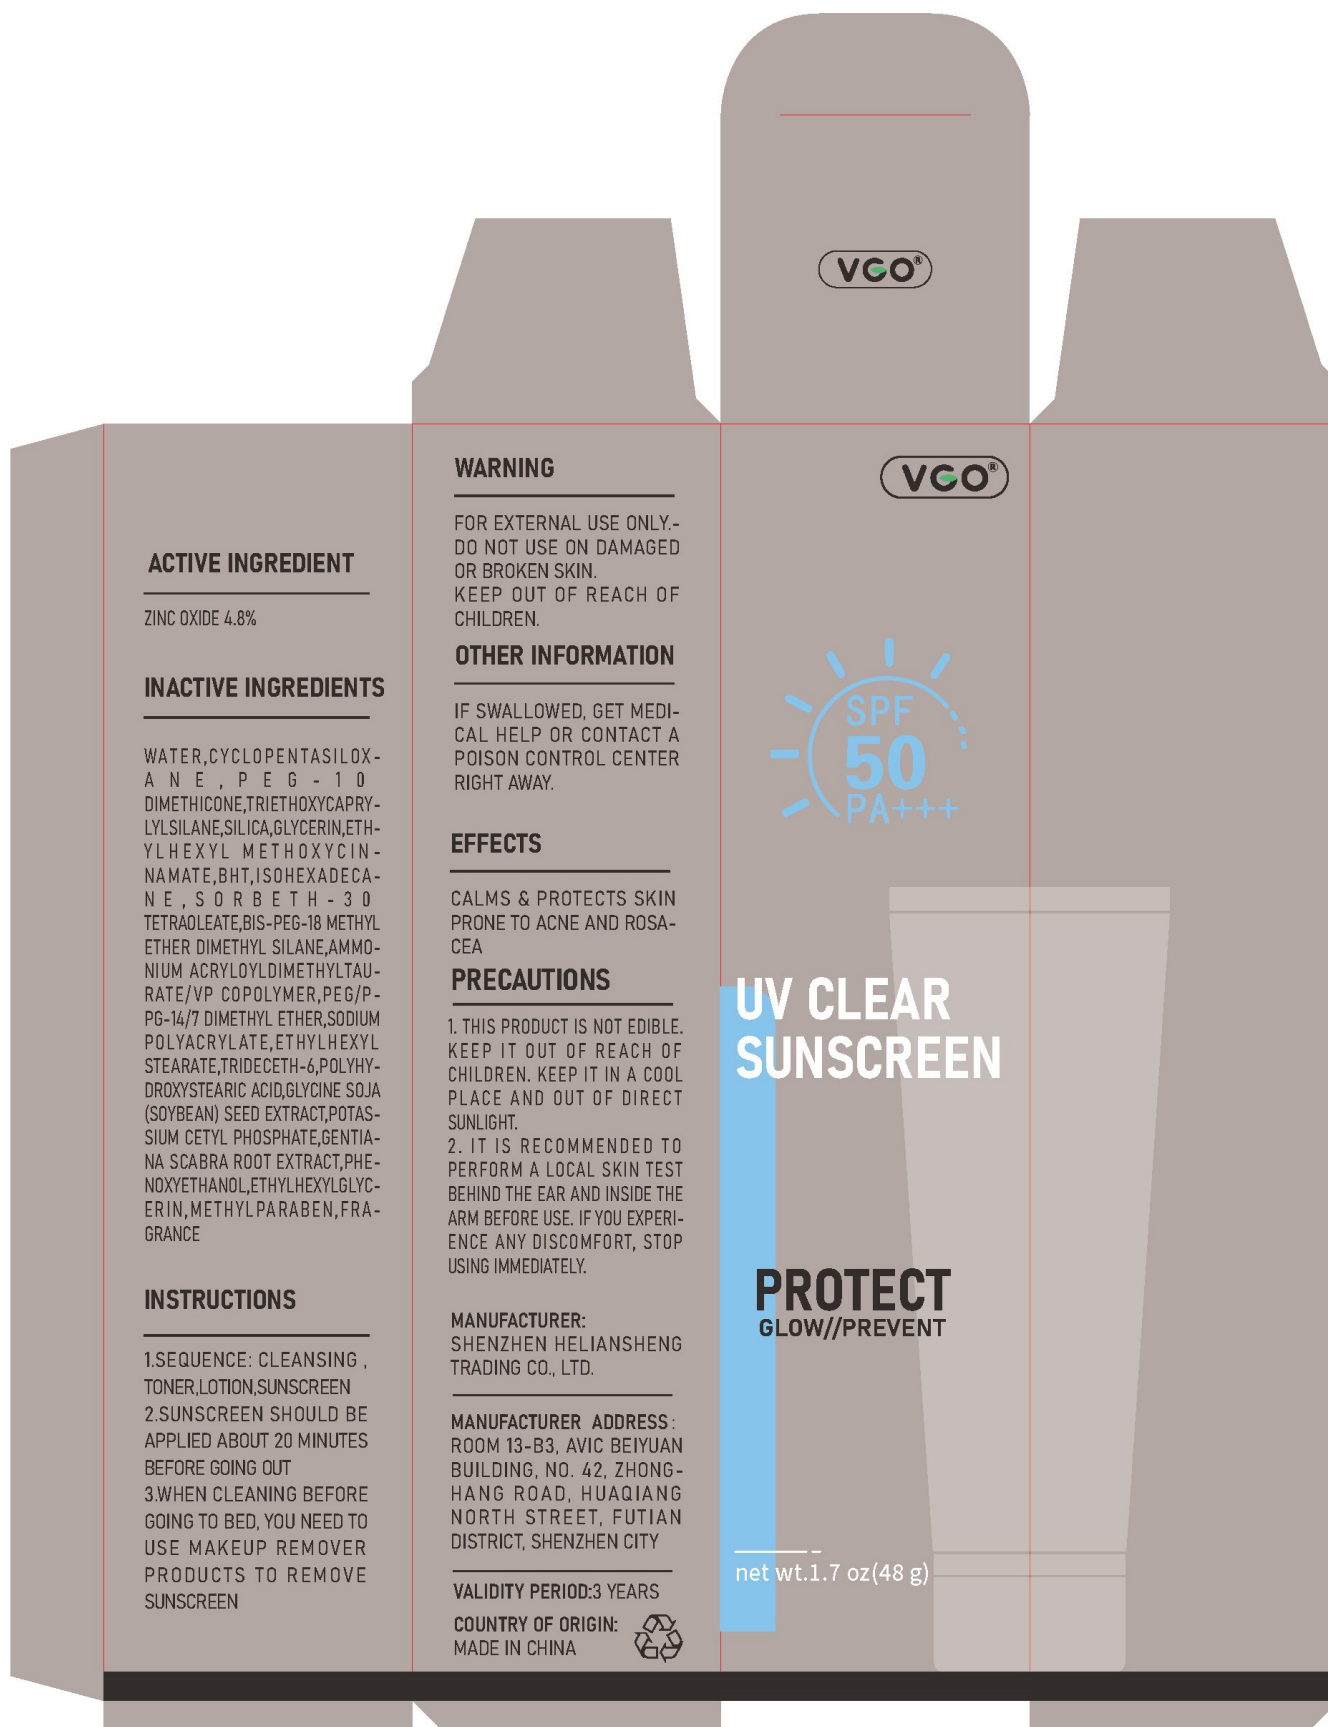 VGO®
ACTIVE INGREDIENT
ZINC OXIDE 4.8%
INACTIVE INGREDIENTS
WATER,CYCLOPENTASILOX-
ANE,PEG-10
DIMETHICONE,TRIETHOXYCAPRY-
LYLSILANE,SILICA,GLYCERIN,ETH-
YLHEXYL METHOXYCIN-
NAMATE,BHT,ISOHEXADECA-
NE,SORBETH-30
TETRAOLEATE,BIS-PEG-18 METHYL
ETHER DIMETHYL SILANE,AMMO-
NIUM ACRYLOYLDIMETHYLTAU-
RATE/VP COPOLYMER,PEG/P-
PG-14/7 DIMETHYL ETHER,SODIUM
POLYACRYLATE,ETHYLHEXYL
STEARATE,TRIDECETH-6,POLYHY-
DROXYSTEARIC ACID,GLYCINE SOJA
(SOYBEAN) SEED EXTRACT,POTAS-
SIUM CETYL PHOSPHATE,GENTIA-
NA SCABRA ROOT EXTRACT,PHE-
NOXYETHANOL,ETHYLHEXYLGLYC-
ERIN,METHYLPARABEN,FRA-
GRANCE
INSTRUCTIONS
1.SEQUENCE: CLEANSING ,
TONER,LOTION,SUNSCREEN
2.SUNSCREEN SHOULD BE
APPLIED ABOUT 20 MINUTES
BEFORE GOING OUT
3.WHEN CLEANING BEFORE
GOING TO BED, YOU NEED TO
USE MAKEUP REMOVER
PRODUCTS TO REMOVE
SUNSCREEN
WARNING
FOR EXTERNAL USE ONLY.-
DO NOT USE ON DAMAGED
OR BROKEN SKIN.
KEEP OUT OF REACH OF
CHILDREN.
OTHER INFORMATION
IF SWALLOWED, GET MEDI-
CAL HELP OR CONTACT A
POISON CONTROL CENTER
RIGHT AWAY.
EFFECTS
CALMS & PROTECTS SKIN
PRONE TO ACNE AND ROSA-
CEA
PRECAUTIONS
1. THIS PRODUCT IS NOT EDIBLE.
KEEP IT OUT OF REACH OF
CHILDREN. KEEP IT IN A COOL
PLACE AND OUT OF DIRECT
SUNLIGHT.
2. IT IS RECOMMENDED TO
PERFORM A LOCAL SKIN TEST
BEHIND THE EAR AND INSIDE THE
ARM BEFORE USE. IF YOU EXPERI-
ENCE ANY DISCOMFORT, STOP
USING IMMEDIATELY.
MANUFACTURER:
SHENZHEN HELIANSHENG
TRADING CO., LTD.
MANUFACTURER ADDRESS:
ROOM 13-B3, AVIC BEIYUAN
BUILDING, NO. 42, ZHONG-
HANG ROAD, HUAQIANG
NORTH STREET, FUTIAN
DISTRICT, SHENZHEN CITY
VALIDITY PERIOD:3 YEARS
COUNTRY OF ORIGIN:
MADE IN CHINA
VGO®
SPF
50
PA+++
UV CLEAR
SUNSCREEN
PROTECT
GLOW//PREVENT
net wt.1.7 oz(48 g)